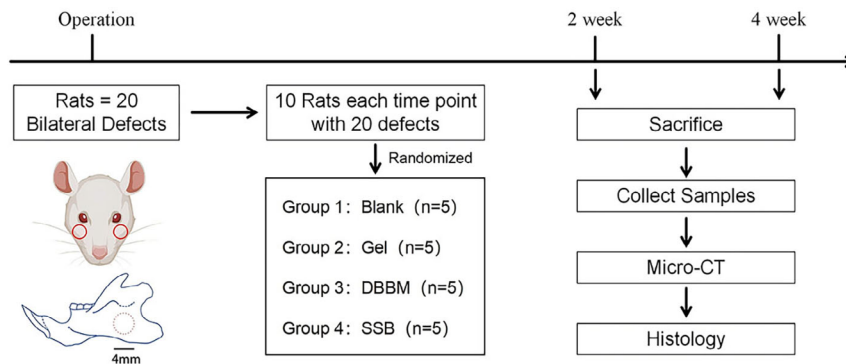 Operation
2 week
4 week
Rats = 20
Bilateral Defects
10 Rats each time point
with 20 defects
Randomized
Group 1: Blank (n=5)
Group 2: Gel (n=5)
Group 3: DBBM (n=5)
Group 4: SSB (n=5)
4mm
Sacrifice
Collect Samples
Micro-CT
Histology